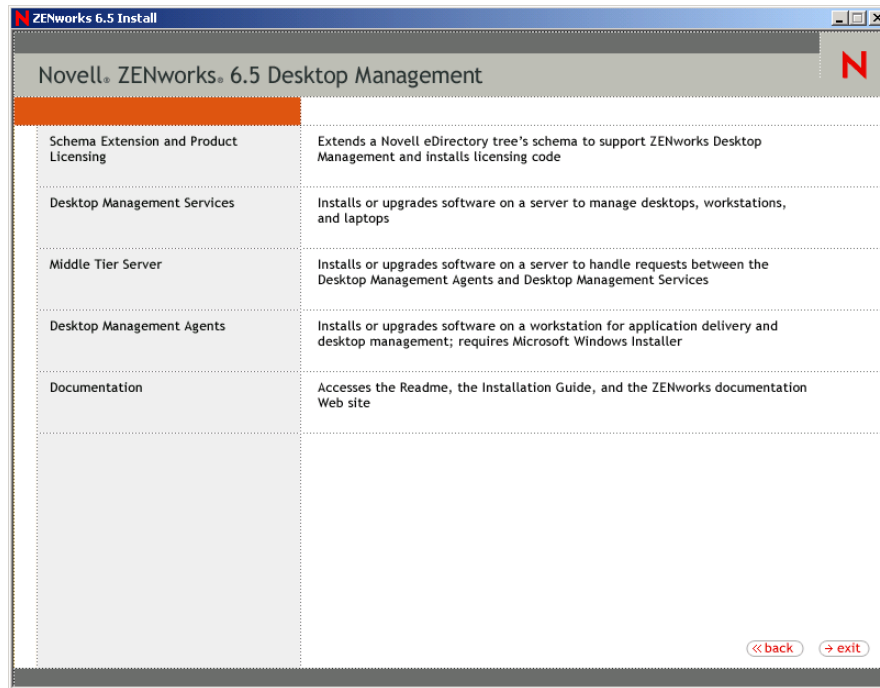 ZENworks 6.5 Install
Novell® ZENworks® 6.5 Desktop Management
N
Schema Extension and Product
Licensing
Extends a Novell eDirectory tree's schema to support ZENworks Desktop
Management and installs licensing code
Desktop Management Services
Installs or upgrades software on a server to manage desktops, workstations,
and laptops
Middle Tier Server
Installs or upgrades software on a server to handle requests between the
Desktop Management Agents and Desktop Management Services
Desktop Management Agents
Installs or upgrades software on a workstation for application delivery and
desktop management; requires Microsoft Windows Installer
Documentation
Accesses the Readme, the Installation Guide, and the ZENworks documentation
Web site
« back
→ exit